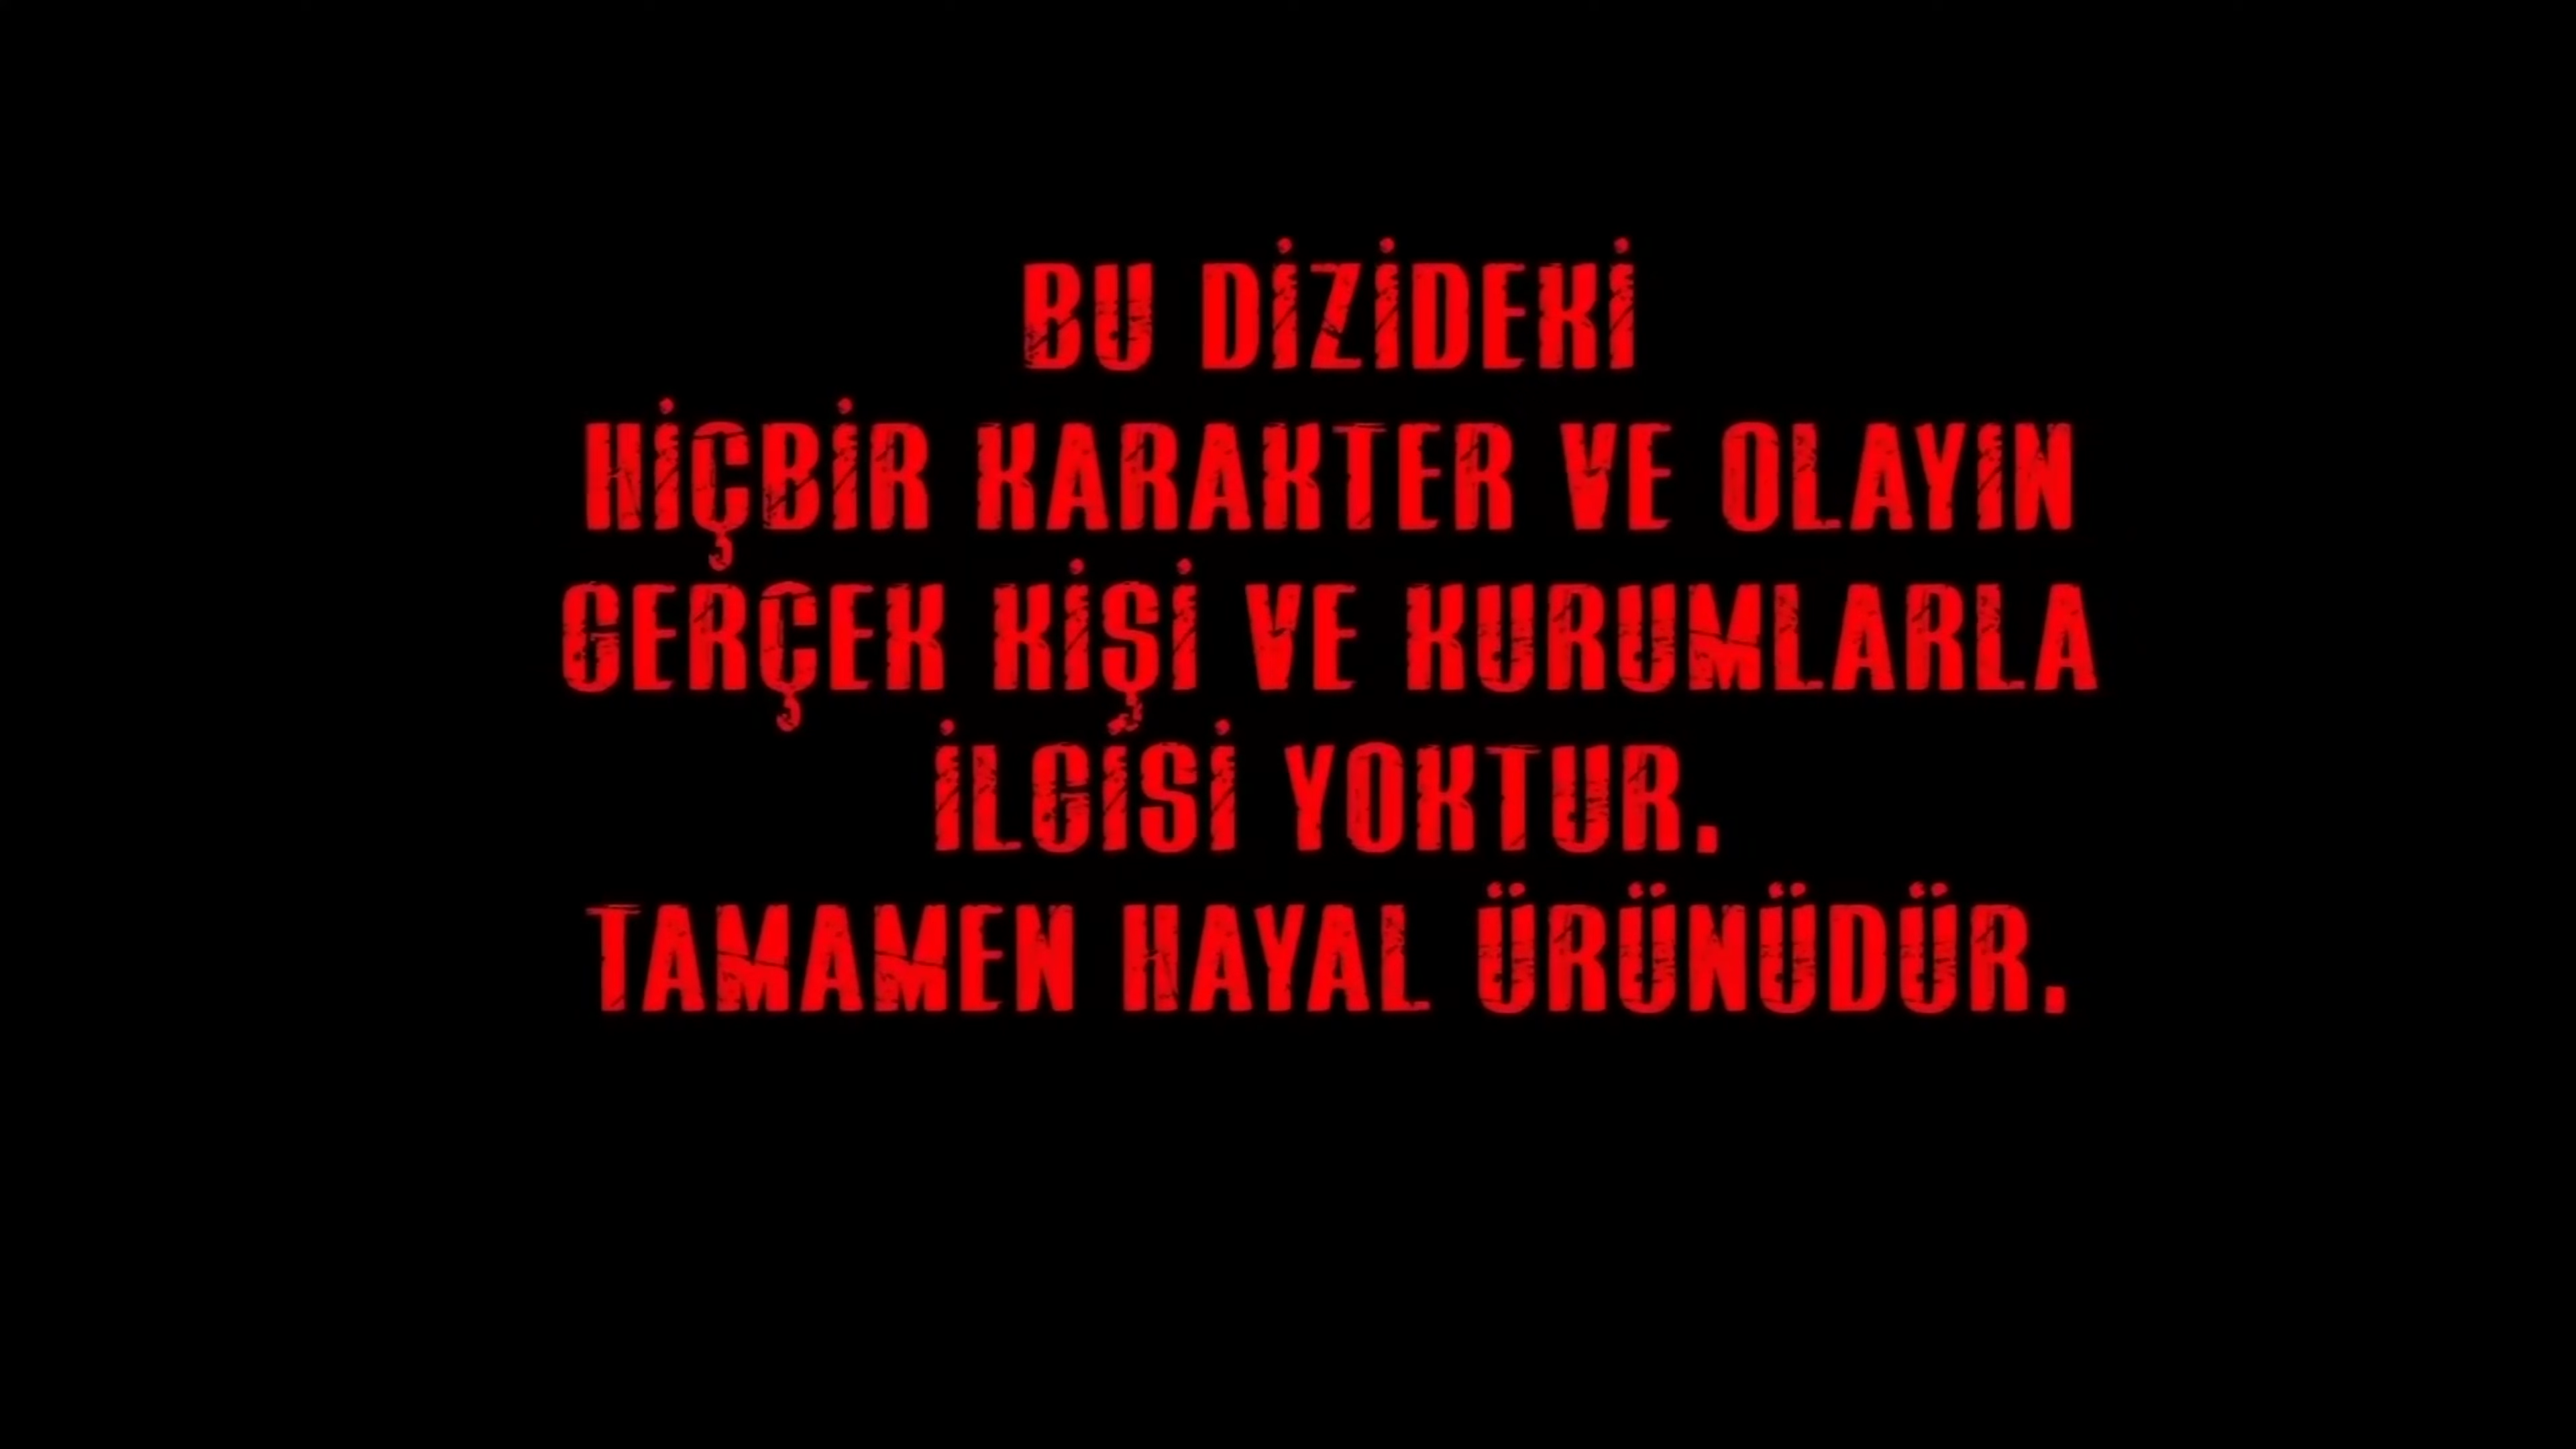 BU DİZİDEKİ
HİÇBİR KARAKTER VE OLAYIN
GERÇEK KİŞİ VE KURUMLARLA
İLGİSİ YOKTUR.
TAMAMEN HAYAL ÜRÜNÜDÜR.